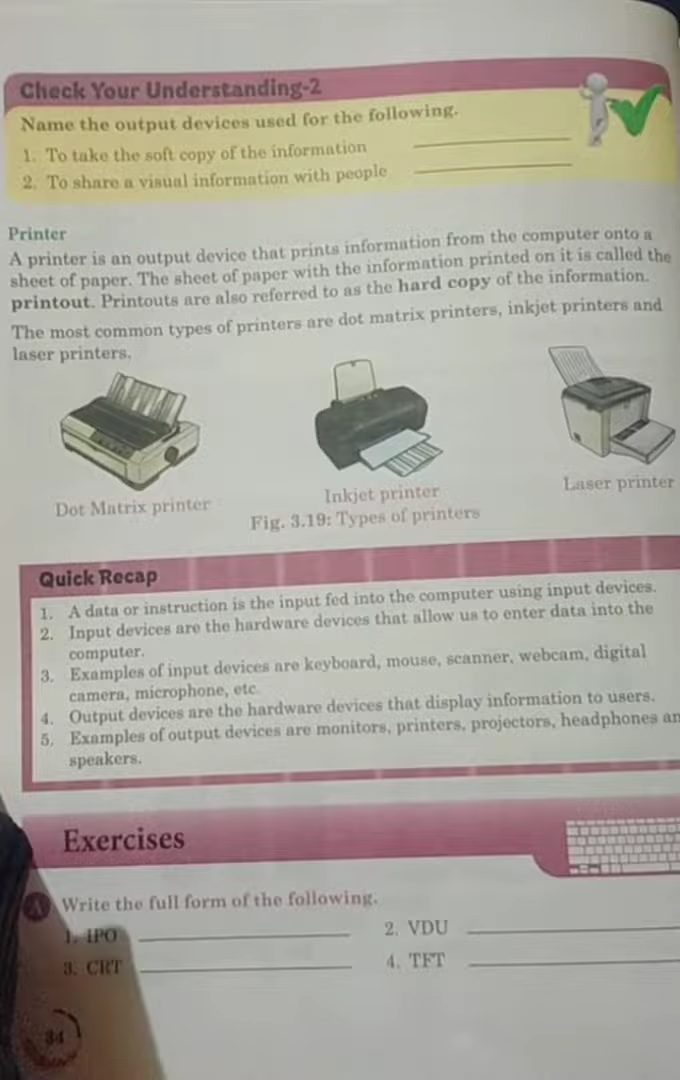 Check Your Understanding-2
Name the output devices used for the following.
1. To take the soft copy of the information
2. To share a visual information with people
Printer
A printer is an output device that prints information from the computer onto a
sheet of paper. The sheet of paper with the information printed on it is called the
printout. Printouts are also referred to as the hard copy of the information.
The most common types of printers are dot matrix printers, inkjet printers and
laser printers.
Dot Matrix printer
Inkjet printer
Laser printer
Fig. 3.19: Types of printers
Quick Recap
1. A data or instruction is the input fed into the computer using input devices.
2. Input devices are the hardware devices that allow us to enter data into the
computer.
3. Examples of input devices are keyboard, mouse, scanner, webcam, digital
camera, microphone, etc
4. Output devices are the hardware devices that display information to users.
5. Examples of output devices are monitors, printers, projectors, headphones an
speakers.
Exercises
A Write the full form of the following.
1. IPO
2. VDU
3. CRT
4. TFT
34